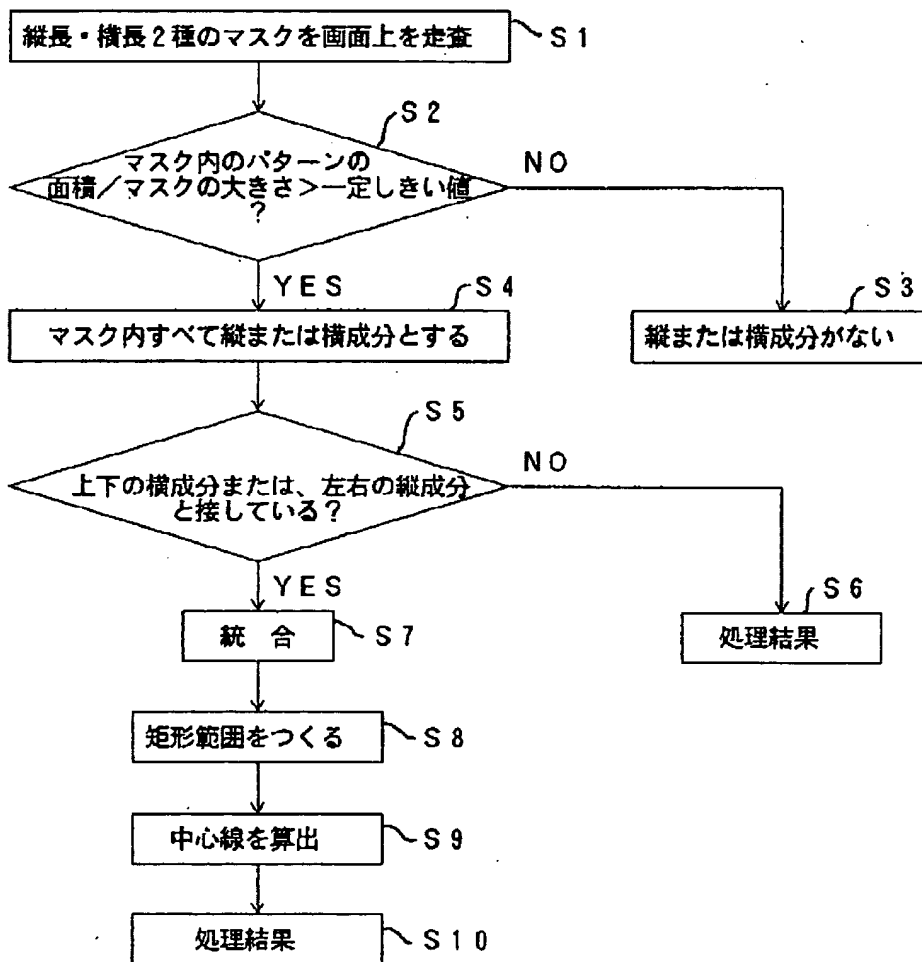 縦長・横長2種のマスクを画面上を走査
S1
S2
マスク内のパターンの
面積/マスクの大きさ>一定しきい値
?
NO
YES
S4
マスク内すべて縦または横成分とする
S3
縦または横成分がない
S5
上下の横成分または、左右の縦成分
と接している?
NO
YES
統 合
S7
S6
処理結果
矩形範囲をつくる
S8
中心線を算出
S9
処理結果
S10